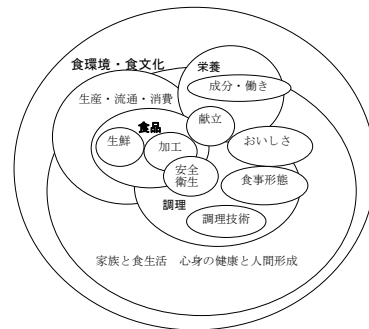 食環境・食文化
栄養
成分・働き
生産・流通・消費
献立
食品
生鮮
加工
おいしさ
安全
衛生
食事形態
調理
調理技術
家族と食生活　心身の健康と人間形成